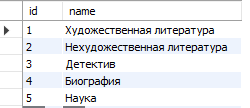 id name
1 Художественная литература
2 Нехудожественная литература
3 Детектив
4 Биография
5 Наука